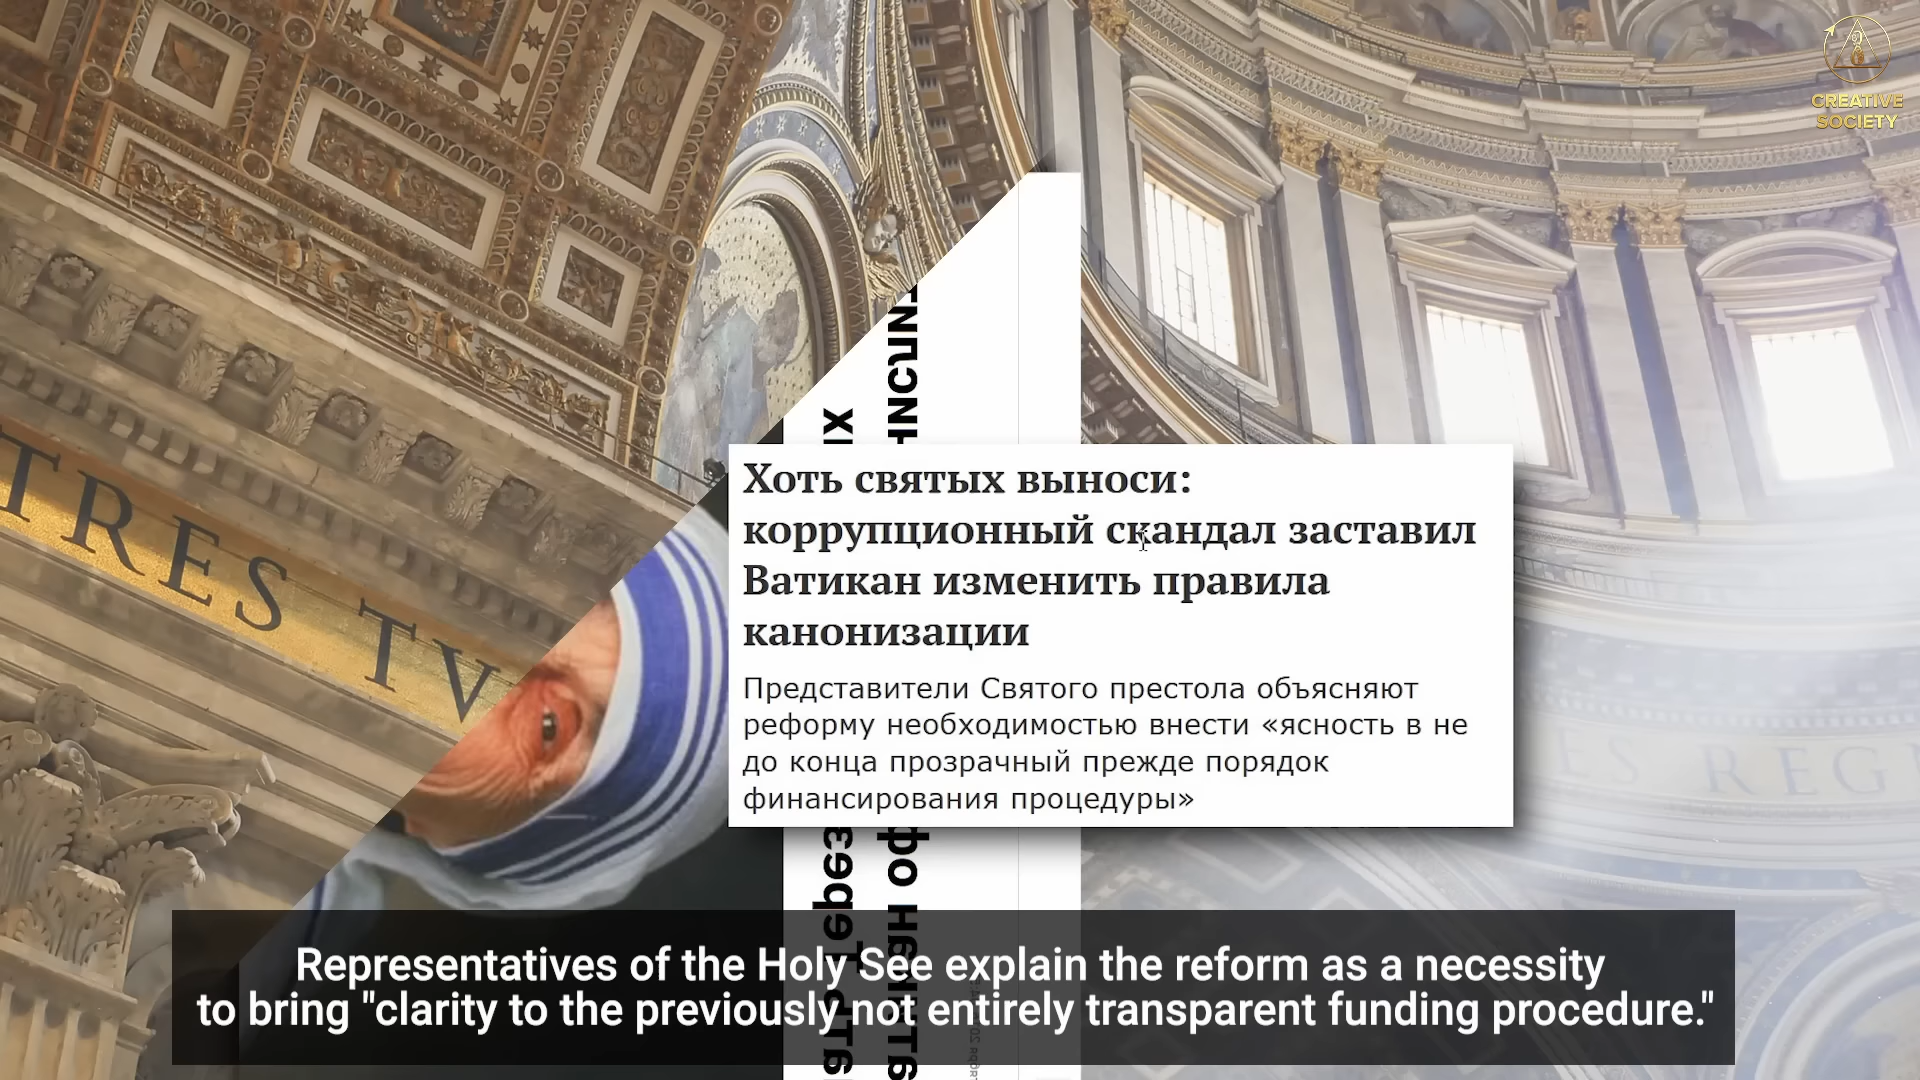 CREATIVE
SOCIETY
TRES TV
Хоть святых выноси:
коррупционный скандал заставил
Ватикан изменить правила
канонизации
Представители Святого престола объясняют
реформу необходимостью внести «ясность в не
до конца прозрачный прежде порядок
финансирования процедуры»
Representatives of the Holy See explain the reform as a necessity
to bring "clarity to the previously not entirely transparent funding procedure."